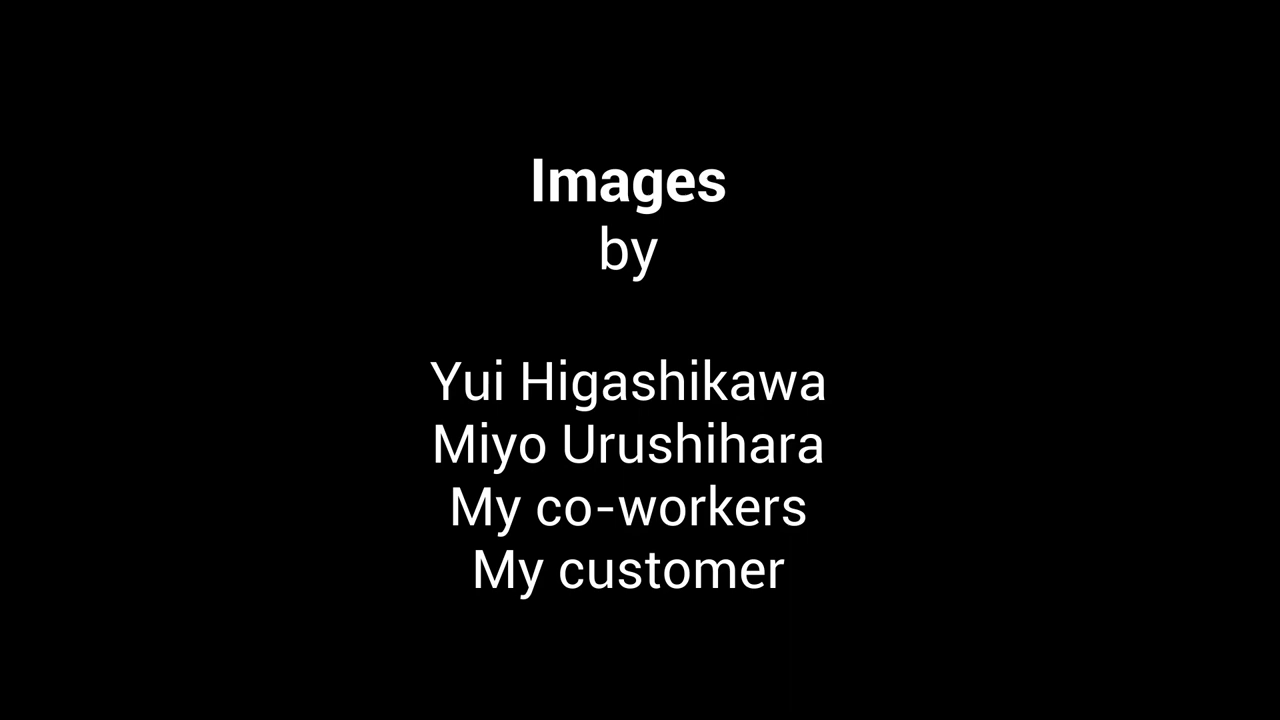 Images
by
Yui Higashikawa
Miyo Urushihara
My co-workers
My customer